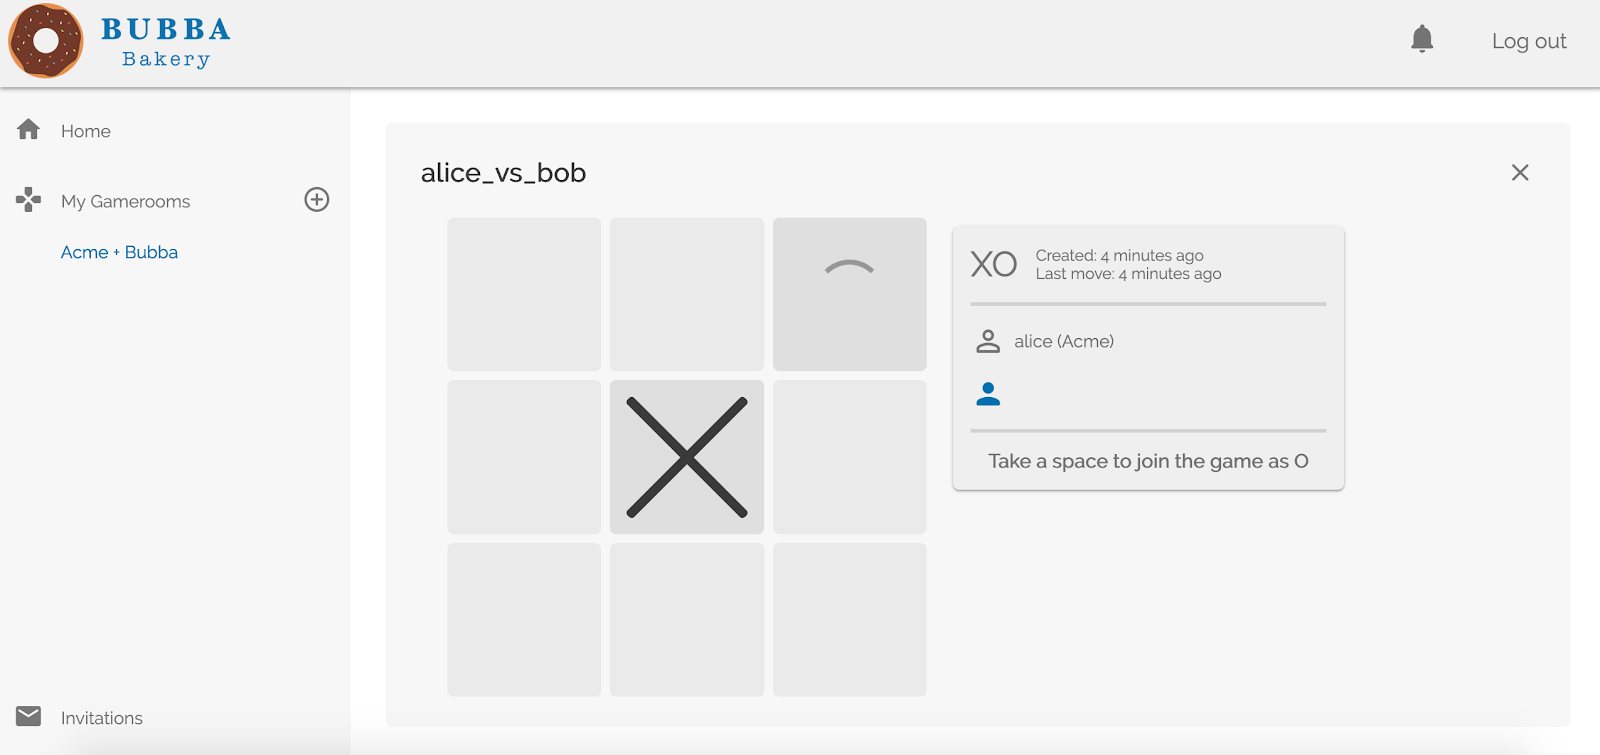 BUBBA
Bakery
Log out
Home
My Gamerooms
Acme + Bubba
Invitations
alice_vs_bob
XO
Created: 4 minutes ago
Last move: 4 minutes ago
alice (Acme)
Take a space to join the game as O